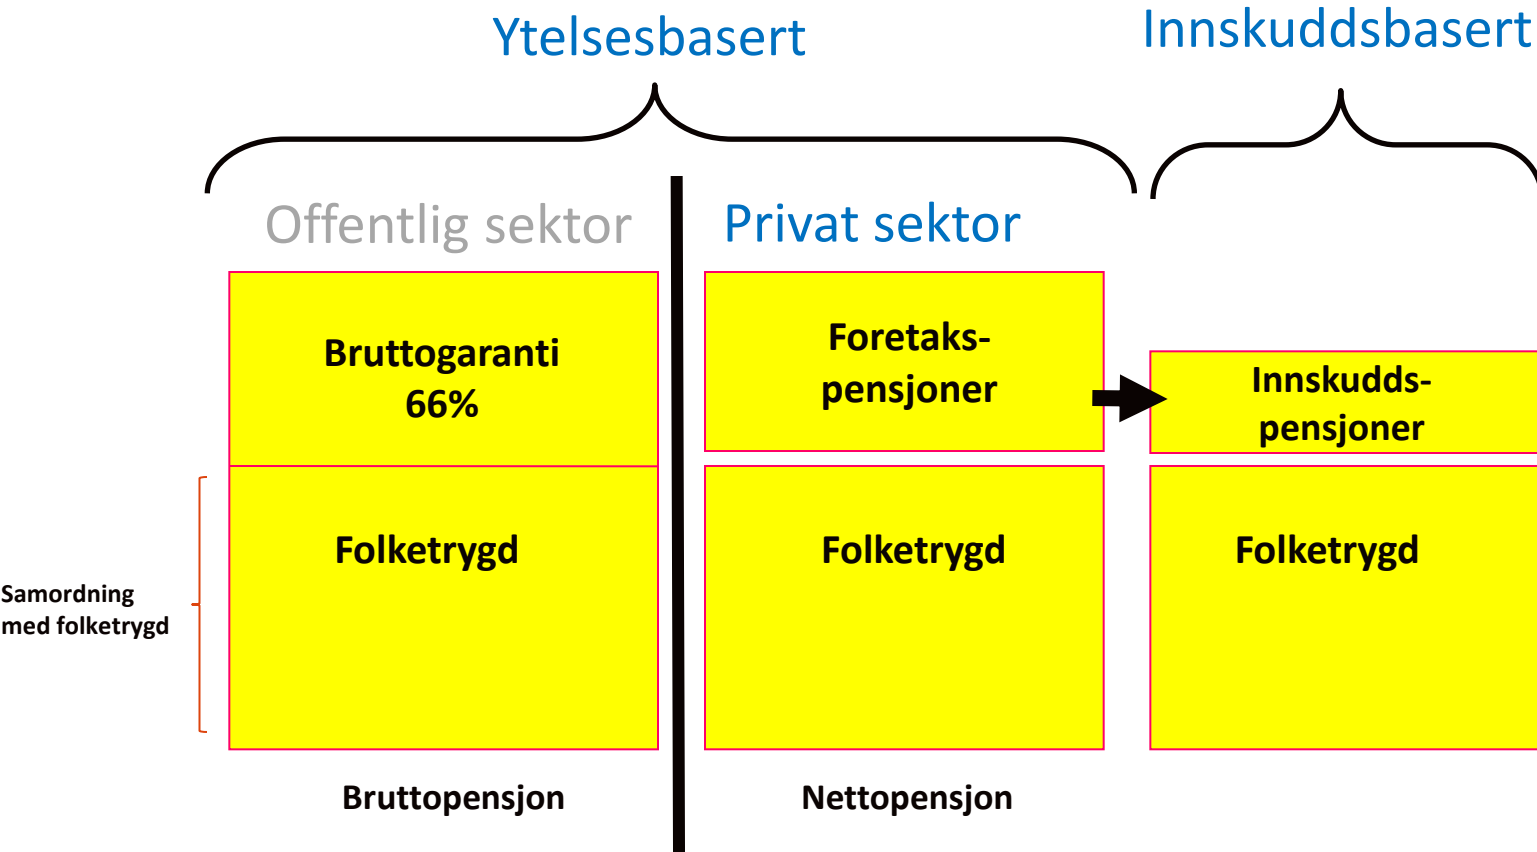 Ytelsesbasert
Innskuddsbasert
Offentlig sektor
Privat sektor
Bruttogaranti
66%
Foretaks-
pensjoner
Innskudds-
pensjoner
Folketrygd
Folketrygd
Folketrygd
Samordning
med folketrygd
Bruttopensjon
Nettopensjon